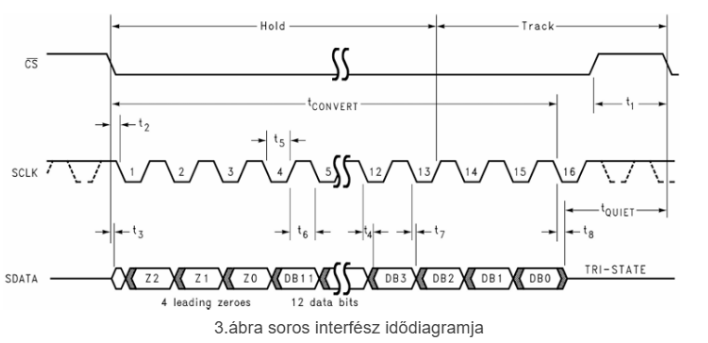 Hold Track
CS
tCONVERT t1
t2 t5
SCLK 1 2 3 4 5 12 13 14 15 16
tQUIET
t3 t6 t4 t7 t8
SDATA Z2 Z1 Z0 DB11 DB3 DB2 DB1 DB0 TRI-STATE
4 leading zeroes 12 data bits
3.ábra soros interfész idődiagramja